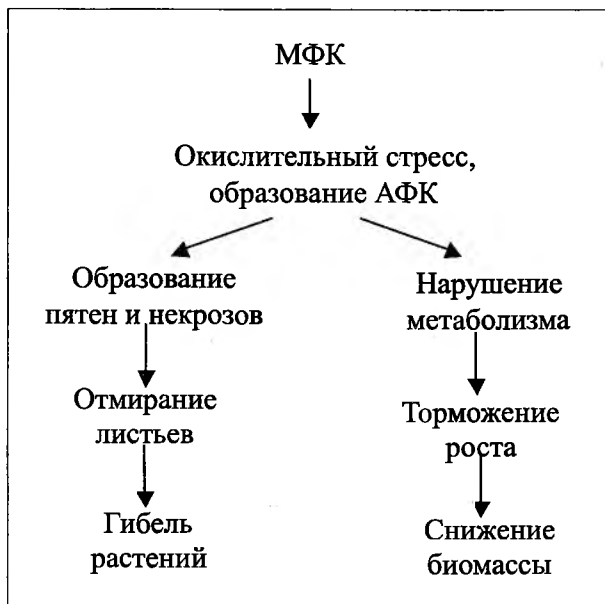 МФК
Окислительный стресс,
образование АФК
Образование
пятен и некрозов
Нарушение
метаболизма
Отмирание
листьев
Торможение
роста
Гибель
растений
Снижение
биомассы